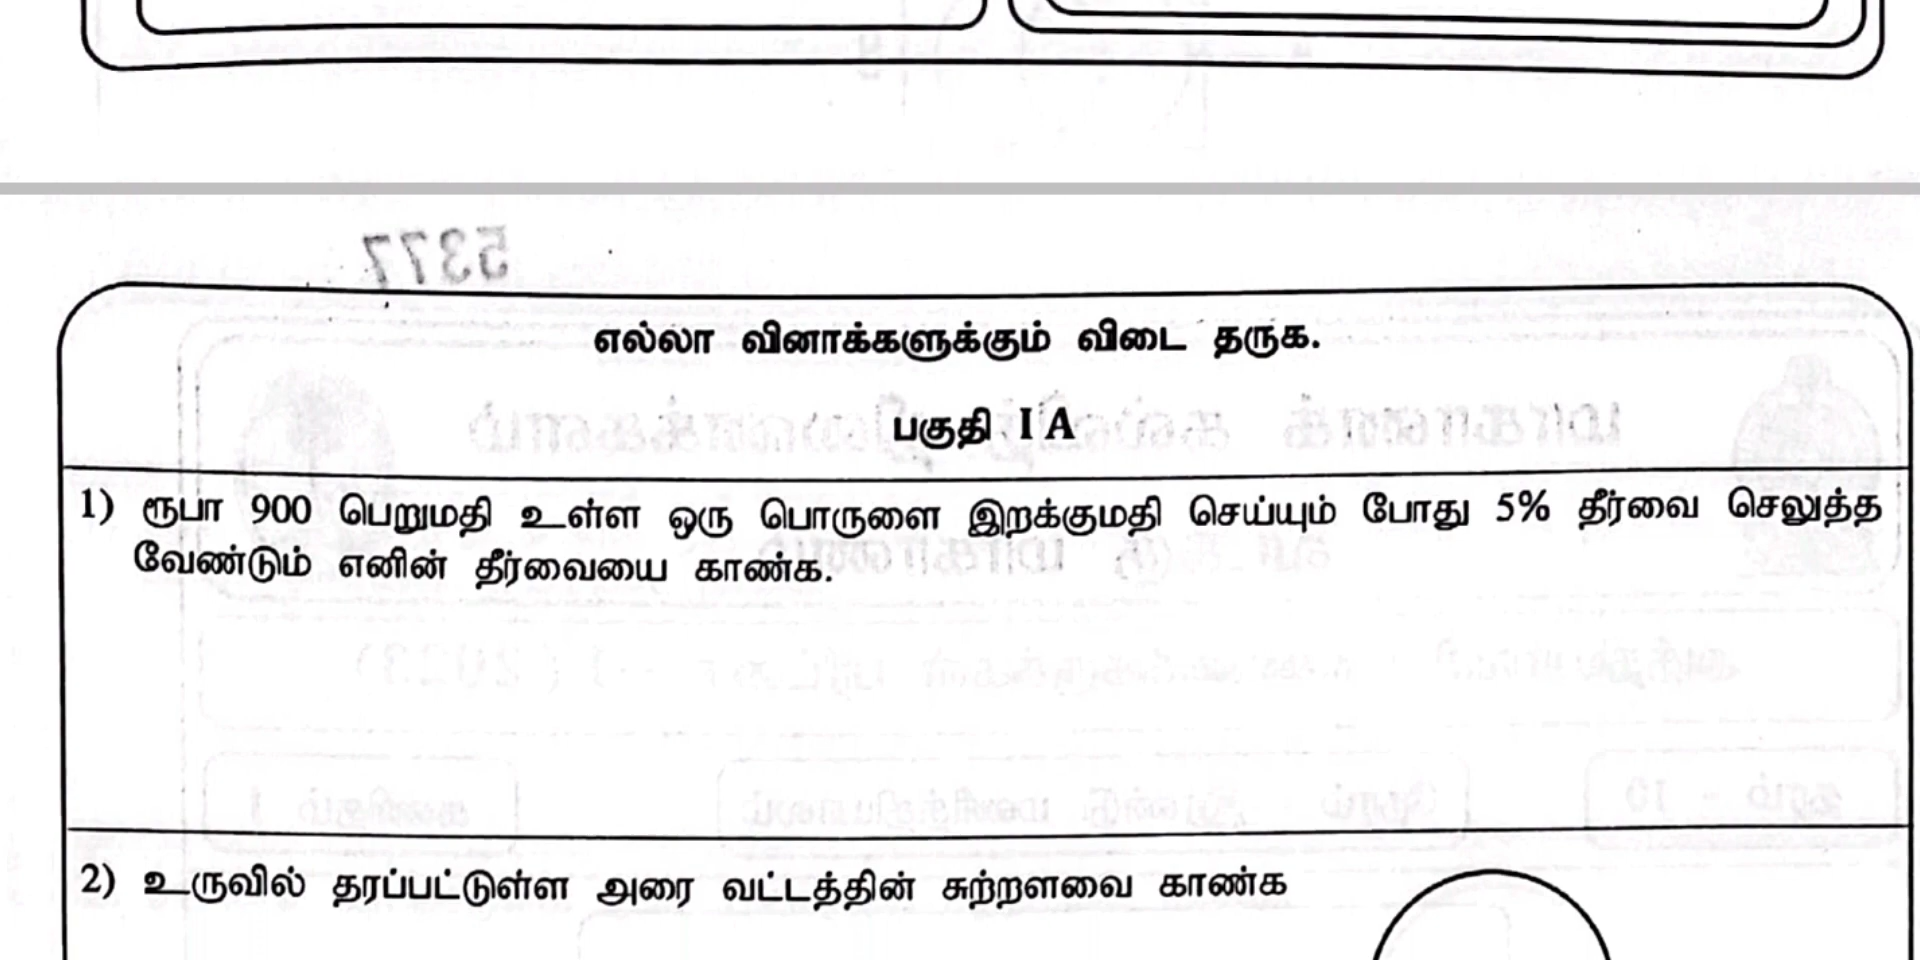 5377
எல்லா வினாக்களுக்கும் விடை தருக.
பகுதி I A
1) ரூபா 900 பெறுமதி உள்ள ஒரு பொருளை இறக்குமதி செய்யும் போது 5% தீர்வை செலுத்த
வேண்டும் எனின் தீர்வையை காண்க.
2) உருவில் தரப்பட்டுள்ள அரை வட்டத்தின் சுற்றளவை காண்க